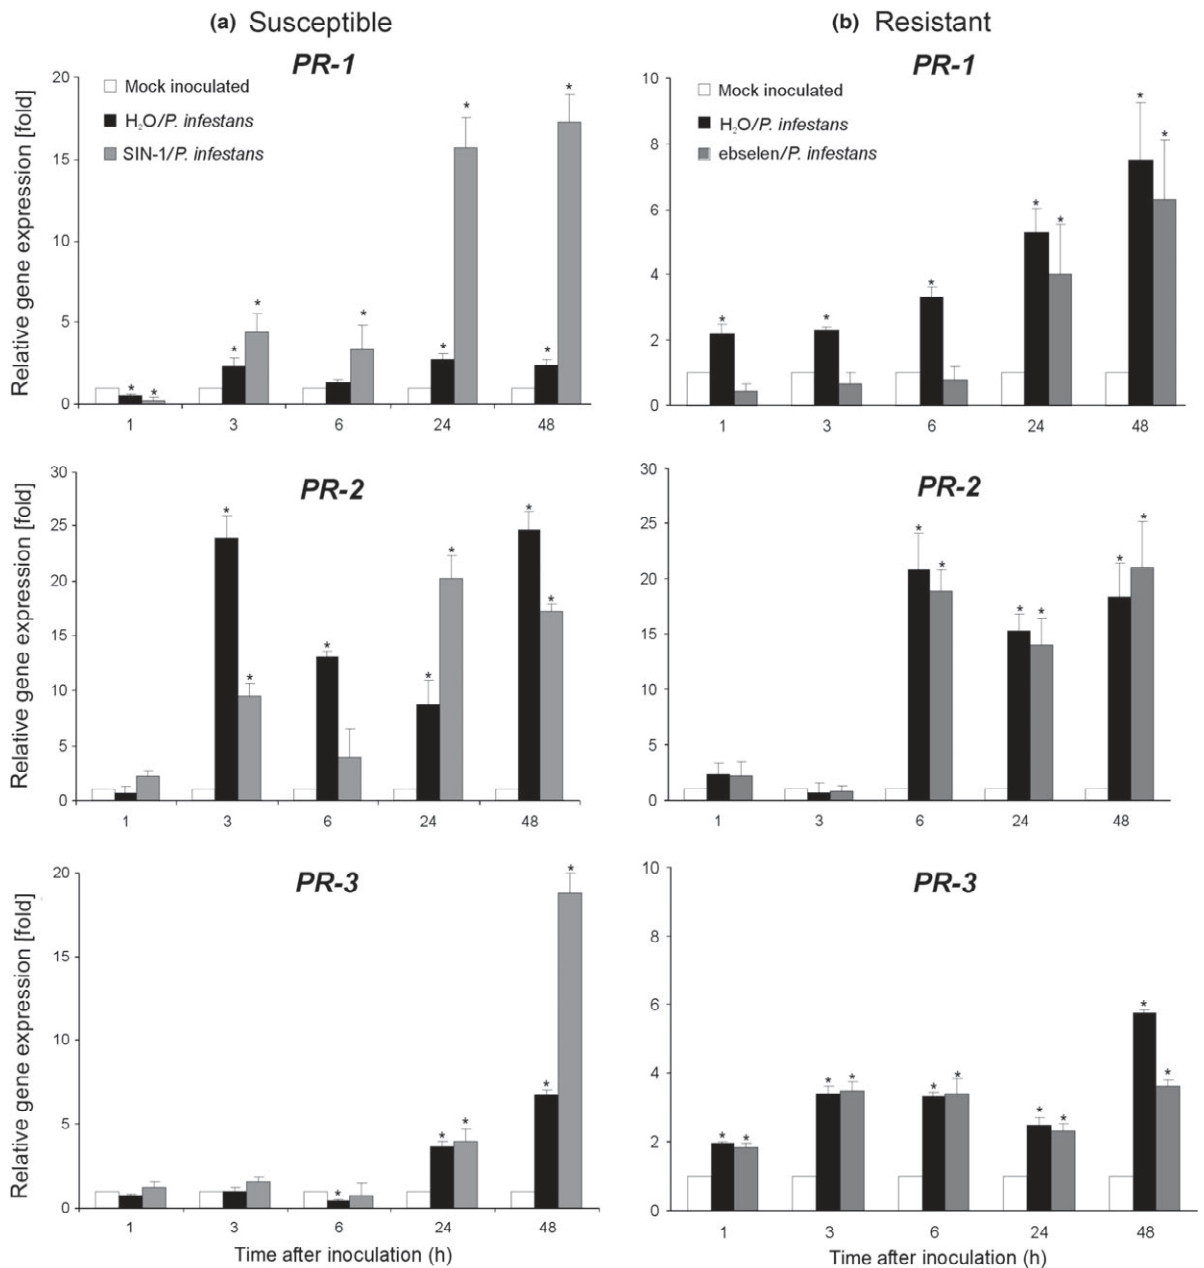 (a) Susceptible
PR-1
Relative gene expression [fold]
20
15
10
5
0
Mock inoculated
H₂O/P. infestans
SIN-1/P. infestans
* * * * * * * * *
1 3 6 24 48
PR-2
Relative gene expression [fold]
30
25
20
15
10
5
0
* * * * * * *
1 3 6 24 48
PR-3
Relative gene expression [fold]
20
15
10
5
0
* * * * *
1 3 6 24 48
Time after inoculation (h)
(b) Resistant
PR-1
10
8
6
4
2
0
Mock inoculated
H₂O/P. infestans
ebselen/P. infestans
* * * * * * *
1 3 6 24 48
PR-2
30
25
20
15
10
5
0
* * * * * *
1 3 6 24 48
PR-3
10
8
6
4
2
0
* * * * * * * * * *
1 3 6 24 48
Time after inoculation (h)